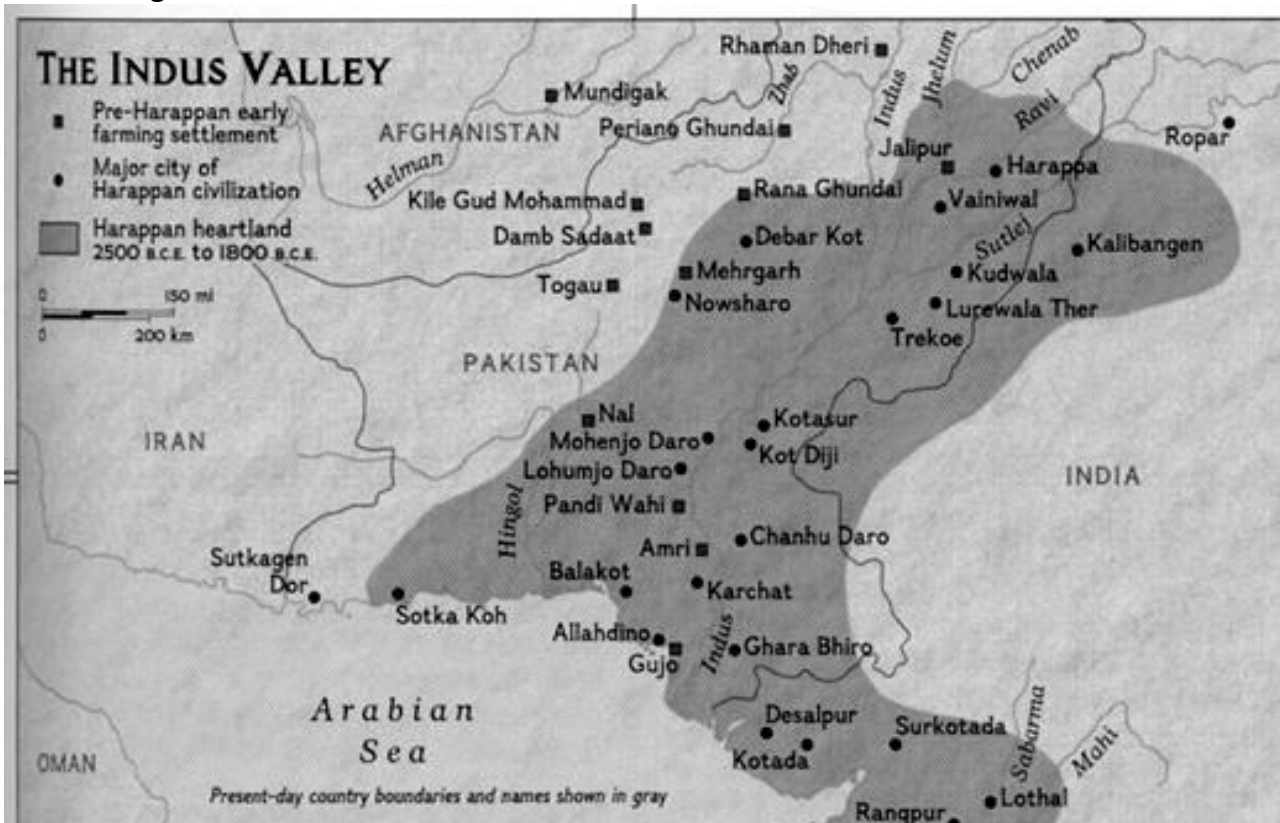 THE INDUS VALLEY
Pre-Harappan early
farming settlement
Major city of
Harappan civilization
Harappan heartland
2500 B.C.E. to 1800 B.C.E.
0 150 mi
0 200 km
Rhaman Dheri
Mundigak
AFGHANISTAN
Periano Ghundai
Zhab
Indus
Jhelum
Chenab
Ravi
Ropar
Helman
Jalipur
Harappa
Kile Gud Mohammad
Rana Ghundai
Vainiwal
Damb Sadaat
Debar Kot
Sutlej
Kalibangen
Togau
Mehrgarh
Kudwala
Nowsharo
Lurewala Ther
Trekoe
PAKISTAN
Nal
Kotasur
IRAN
Mohenjo Daro
Kot Diji
Lohumjo Daro
INDIA
Pandi Wahi
Hingol
Chanhu Daro
Amri
Sutkagen
Dor
Balakot
Karchat
Sotka Koh
Allahdino
Gujo
Indus
Ghara Bhiro
Arabian
Sea
Desalpur
Surkotada
Sabarma
Mahi
Kotada
OMAN
Present-day country boundaries and names shown in gray
Lothal
Rangpur